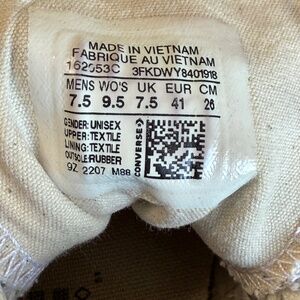 MADE IN VIETNAM
FABRIQUE AU VIETNAM
162053C 3FKDWY8401918
MENS WO'S UK EUR CM
7.5 9.5 7.5 41 26
GENDER: UNISEX
UPPER: TEXTILE
LINING: TEXTILE
OUTSOLE: RUBBER
9Z 2207 M88
CONVERSE